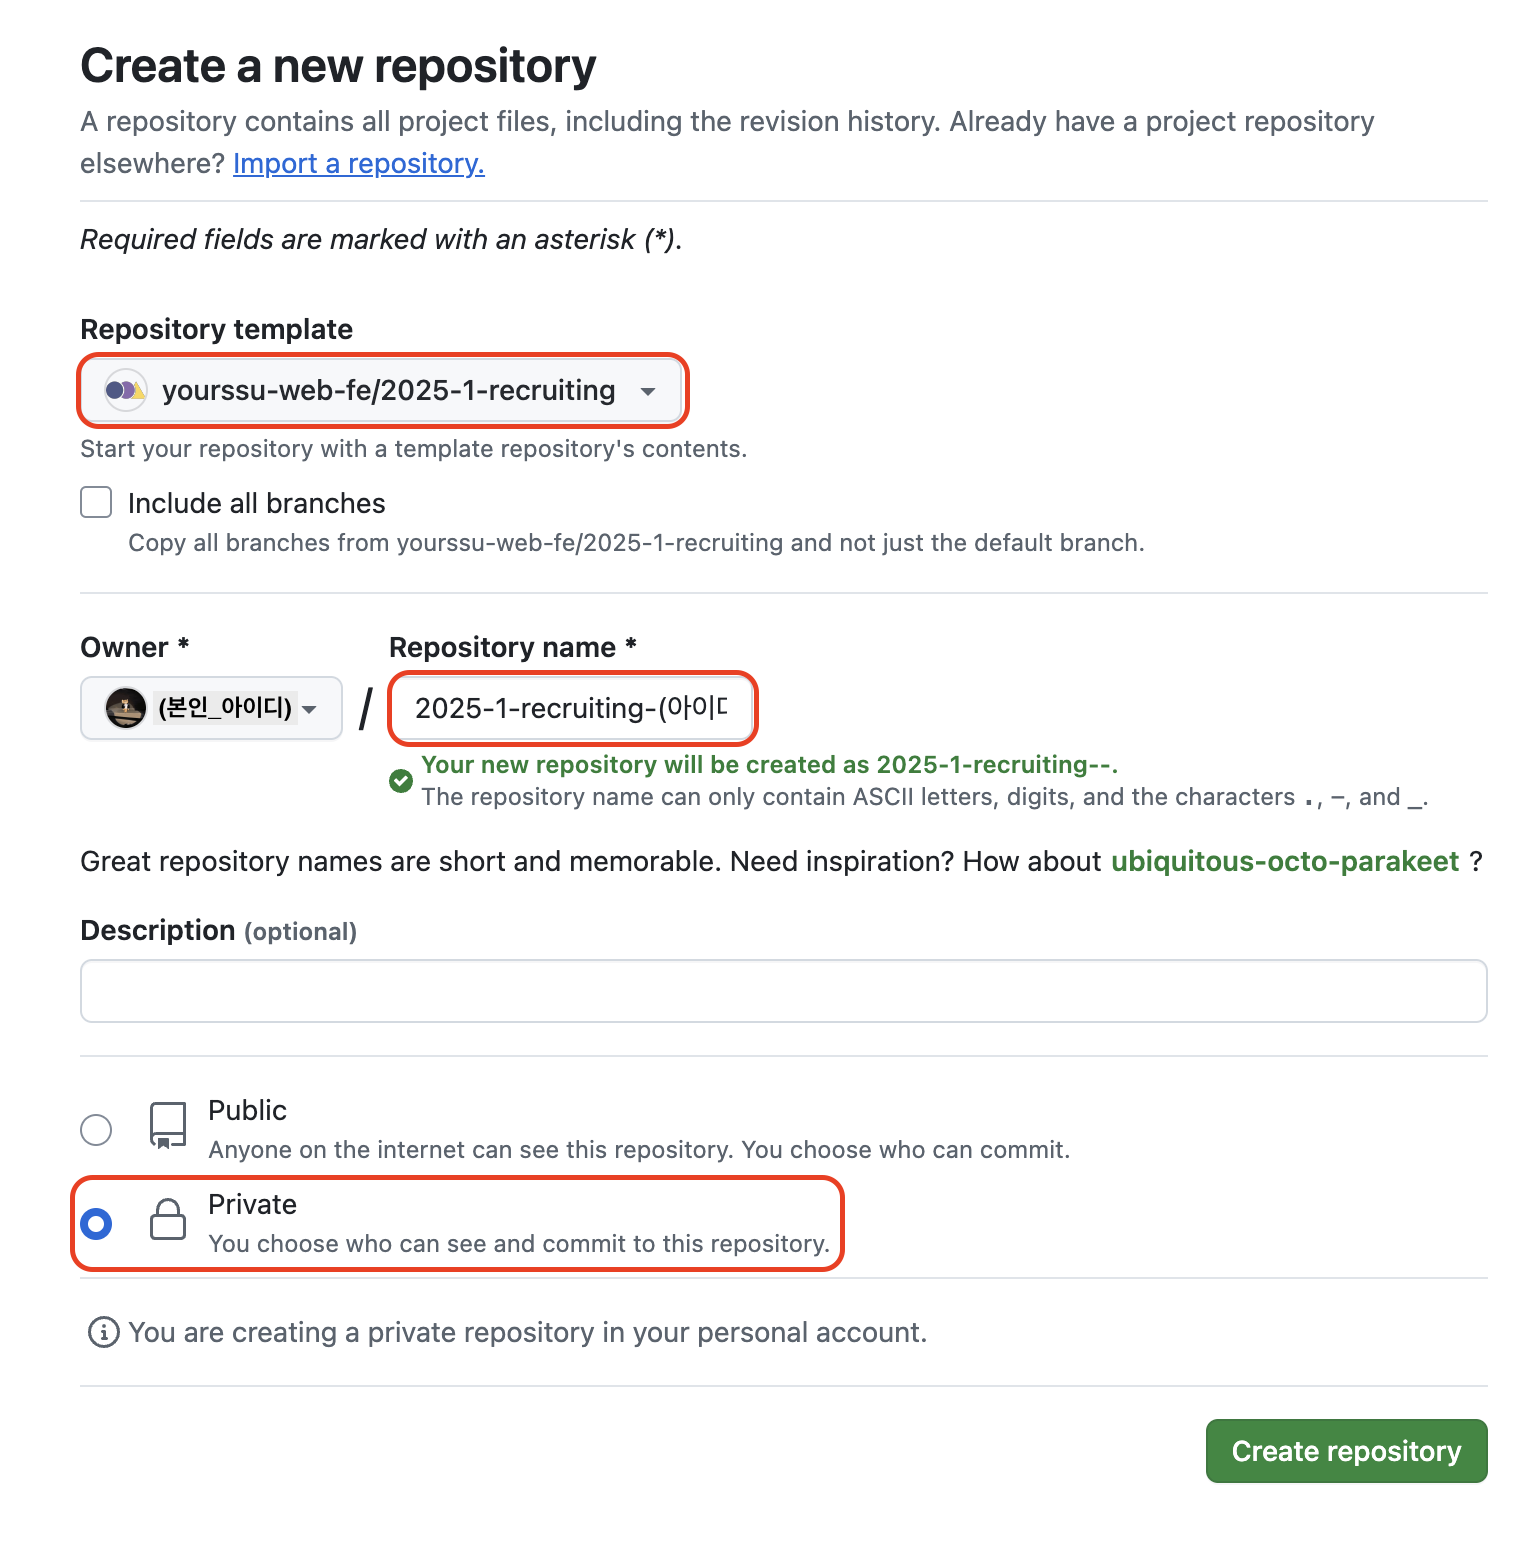 Create a new repository
A repository contains all project files, including the revision history. Already have a project repository
elsewhere? Import a repository.
Required fields are marked with an asterisk (*).
Repository template
yourssu-web-fe/2025-1-recruiting
Start your repository with a template repository's contents.
Include all branches
Copy all branches from yourssu-web-fe/2025-1-recruiting and not just the default branch.
Owner *
Repository name *
(본인_아이디)
/
2025-1-recruiting-(아이디
Your new repository will be created as 2025-1-recruiting--.
The repository name can only contain ASCII letters, digits, and the characters ., -, and _.
Great repository names are short and memorable. Need inspiration? How about ubiquitous-octo-parakeet ?
Description (optional)
Public
Anyone on the internet can see this repository. You choose who can commit.
Private
You choose who can see and commit to this repository.
You are creating a private repository in your personal account.
Create repository